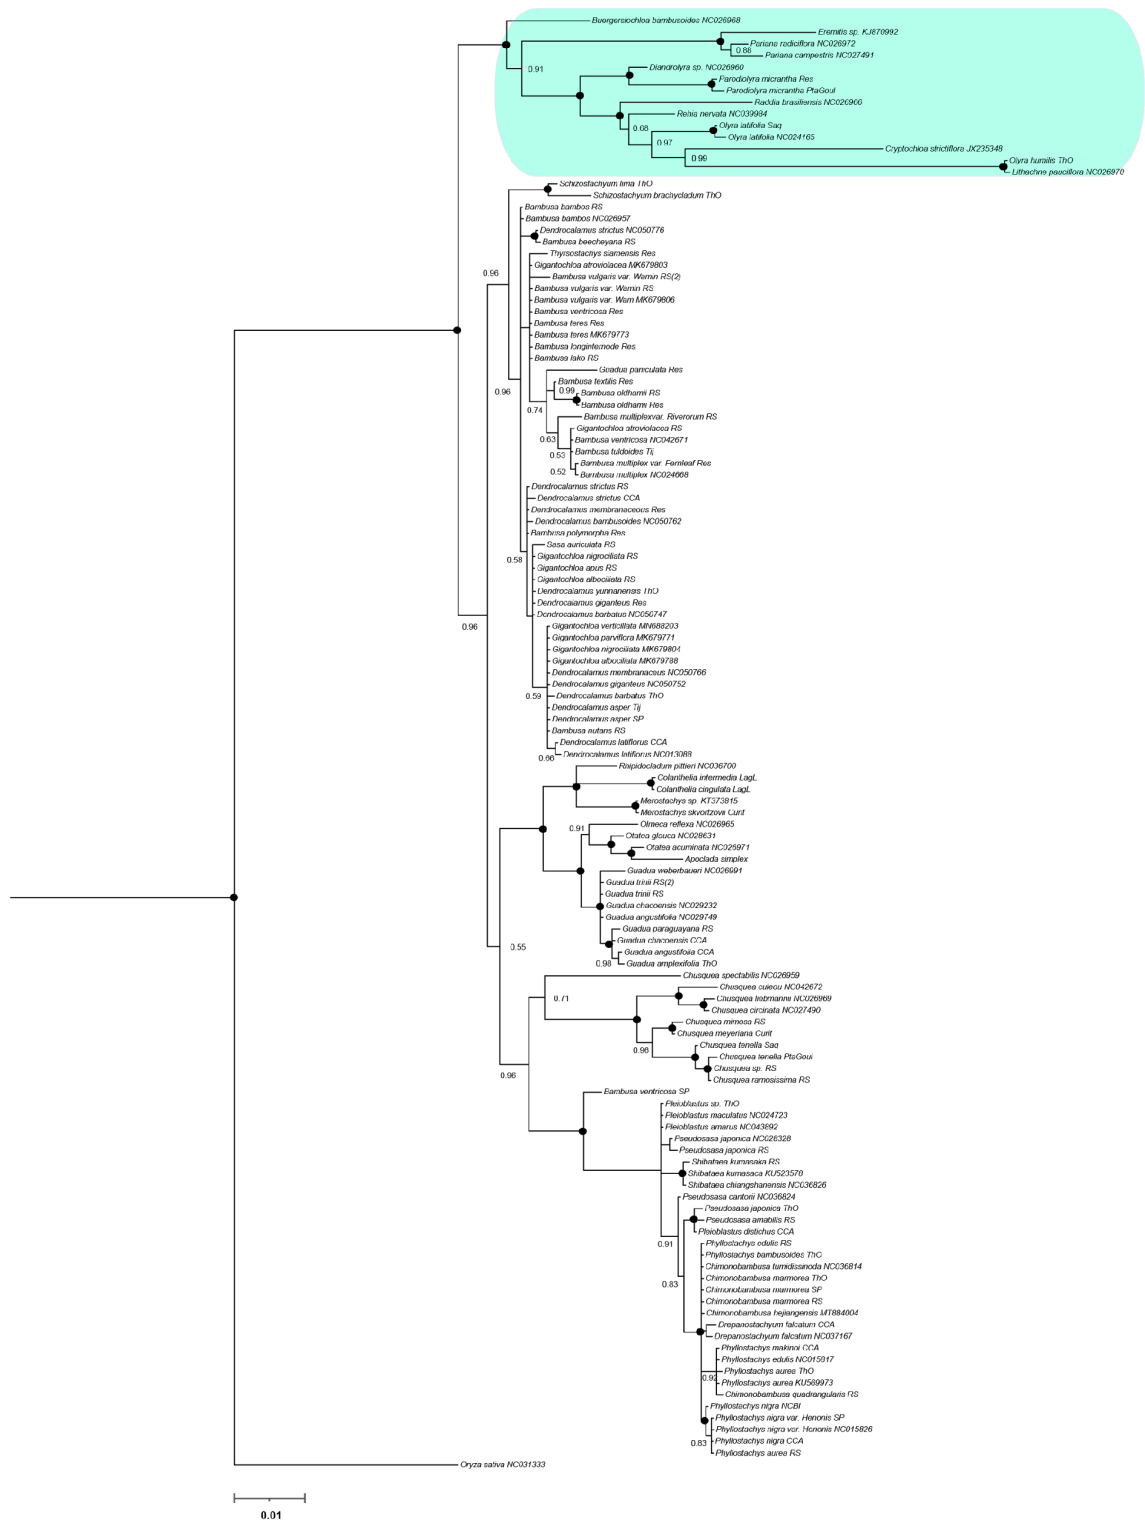 Buergersiochloa bambusoides NC026968
Eremitis sp. KJ870992
Pariana radiciflora NC026972
0.88
Pariana campestris NC027491
0.91
Diandrolyra sp. NC026960
Parodiolyra micrantha Res
Parodiolyra micrantha PtaGoui
Raddia brasiliensis NC026966
Rehia nervata NC039984
Olyra latifolia Saq
0.68
Olyra latifolia NC024165
0.97
Cryptochloa strictiflora JX235348
0.99
Olyra humilis ThO
Lithachne pauciflora NC026970
Schizostachyum lima ThO
Schizostachyum brachycladum ThO
Bambusa bambos RS
Bambusa bambos NC026957
Dendrocalamus strictus NC050776
Bambusa beecheyana RS
Thyrsostachys siamensis Res
Gigantochloa atroviolacea MK679803
0.96
Bambusa vulgaris var. Wamin RS(2)
Bambusa vulgaris var. Wamin RS
Bambusa vulgaris var. Wam MK679806
Bambusa ventricosa Res
Bambusa teres Res
Bambusa teres MK679773
Bambusa longinternode Res
Bambusa lako RS
Guadua paniculata Res
Bambusa textilis Res
0.96
0.99
Bambusa oldhamii RS
Bambusa oldhamii Res
0.74
Bambusa multiplexvar. Riverorum RS
Gigantochloa atroviolacea RS
0.63
Bambusa ventricosa NC042671
Bambusa tuldoides Tij
0.53
Bambusa multiplex var. Fernleaf Res
0.52
Bambusa multiplex NC024668
Dendrocalamus strictus RS
Dendrocalamus strictus CCA
Dendrocalamus membranaceous Res
Dendrocalamus bambusoides NC050762
Bambusa polymorpha Res
Sasa auriculata RS
Gigantochloa nigrociliata RS
0.58
Gigantochloa apus RS
Gigantochloa albociliata RS
Dendrocalamus yunnanensis ThO
Dendrocalamus giganteus Res
Dendrocalamus barbatus NC050747
0.96
Gigantochloa verticillata MN688203
Gigantochloa parviflora MK679771
Gigantochloa nigrociliata MK679804
Gigantochloa albociliata MK679788
Dendrocalamus membranaceus NC050766
Dendrocalamus giganteus NC050752
0.59
Dendrocalamus barbatus ThO
Dendrocalamus asper Tij
Dendrocalamus asper SP
Bambusa nutans RS
Dendrocalamus latiflorus CCA
0.66
Dendrocalamus latiflorus NC013088
Rhipidocladum pittieri NC036700
Colanthelia intermedia LagL
Colanthelia cingulata LagL
Merostachys sp. KT373815
Merostachys skvortzovii Curit
0.91
Olmeca reflexa NC026965
Otatea glauca NC028631
Otatea acuminata NC026971
Apoclada simplex
Guadua weberbaueri NC026991
Guadua trinii RS(2)
Guadua trinii RS
Guadua chacoensis NC029232
Guadua angustifolia NC029749
Guadua paraguayana RS
Guadua chacoensis CCA
0.55
Guadua angustifolia CCA
0.98
Guadua amplexifolia ThO
Chusquea spectabilis NC026959
Chusquea culeou NC042672
0.71
Chusquea liebmannii NC026969
Chusquea circinata NC027490
Chusquea mimosa RS
Chusquea meyeriana Curit
Chusquea tenella Saq
0.96
Chusquea tenella PtaGoui
Chusquea sp. RS
0.96
Chusquea ramosissima RS
Bambusa ventricosa SP
Pleioblastus sp. ThO
Pleioblastus maculatus NC024723
Pleioblastus amarus NC043892
Pseudosasa japonica NC028328
Pseudosasa japonica RS
Shibataea kumasaka RS
Shibataea kumasaca KU523578
Shibataea chiangshanensis NC036826
Pseudosasa cantorii NC036824
Pseudosasa japonica ThO
Pseudosasa amabilis RS
Pleioblastus distichus CCA
0.91
Phyllostachys edulis RS
Phyllostachys bambusoides ThO
Chimonobambusa tumidissinoda NC036814
Chimonobambusa marmorea ThO
0.83
Chimonobambusa marmorea SP
Chimonobambusa marmorea RS
Chimonobambusa hejiangensis MT884004
Drepanostachyum falcatum CCA
Drepanostachyum falcatum NC037167
Phyllostachys makinoi CCA
Phyllostachys edulis NC015817
Phyllostachys aurea ThO
0.92
Phyllostachys aurea KU569973
Chimonobambusa quadrangularis RS
Phyllostachys nigra NCBI
Phyllostachys nigra var. Henonis SP
Phyllostachys nigra var. Henonis NC015826
0.83
Phyllostachys nigra CCA
Phyllostachys aurea RS
Oryza sativa NC031333
0.01